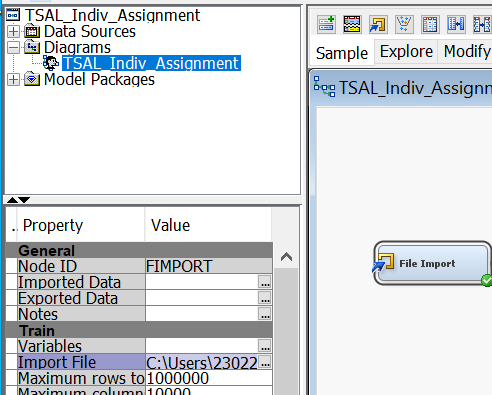 TSAL_Indiv_Assignment
Data Sources
Diagrams
TSAL_Indiv_Assignment
Model Packages
Sample Explore Modify
TSAL_Indiv_Assignm
File Import
.. Property Value
General
Node ID FIMPORT
Imported Data ...
Exported Data ...
Notes ...
Train
Variables ...
Import File C:\Users\23022 ...
Maximum rows to 1000000
Maximum column 10000